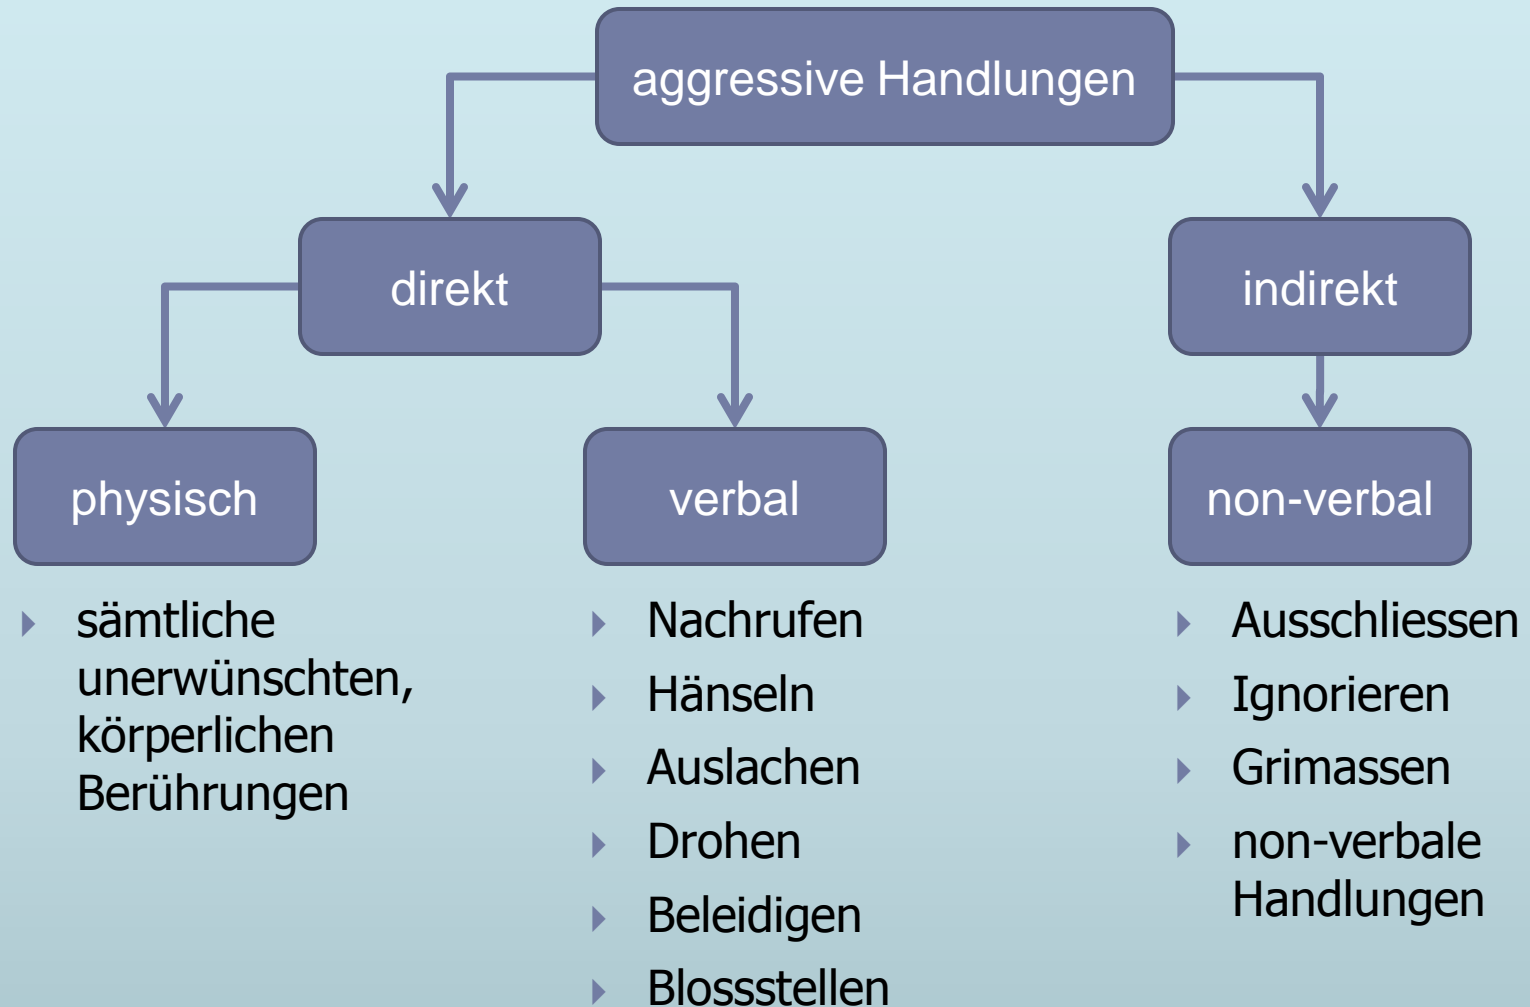 aggressive Handlungen
direkt
indirekt
physisch
verbal
non-verbal
sämtliche
unerwünschten,
körperlichen
Berührungen
Nachrufen
Hänseln
Auslachen
Drohen
Beleidigen
Blossstellen
Ausschliessen
Ignorieren
Grimassen
non-verbale
Handlungen